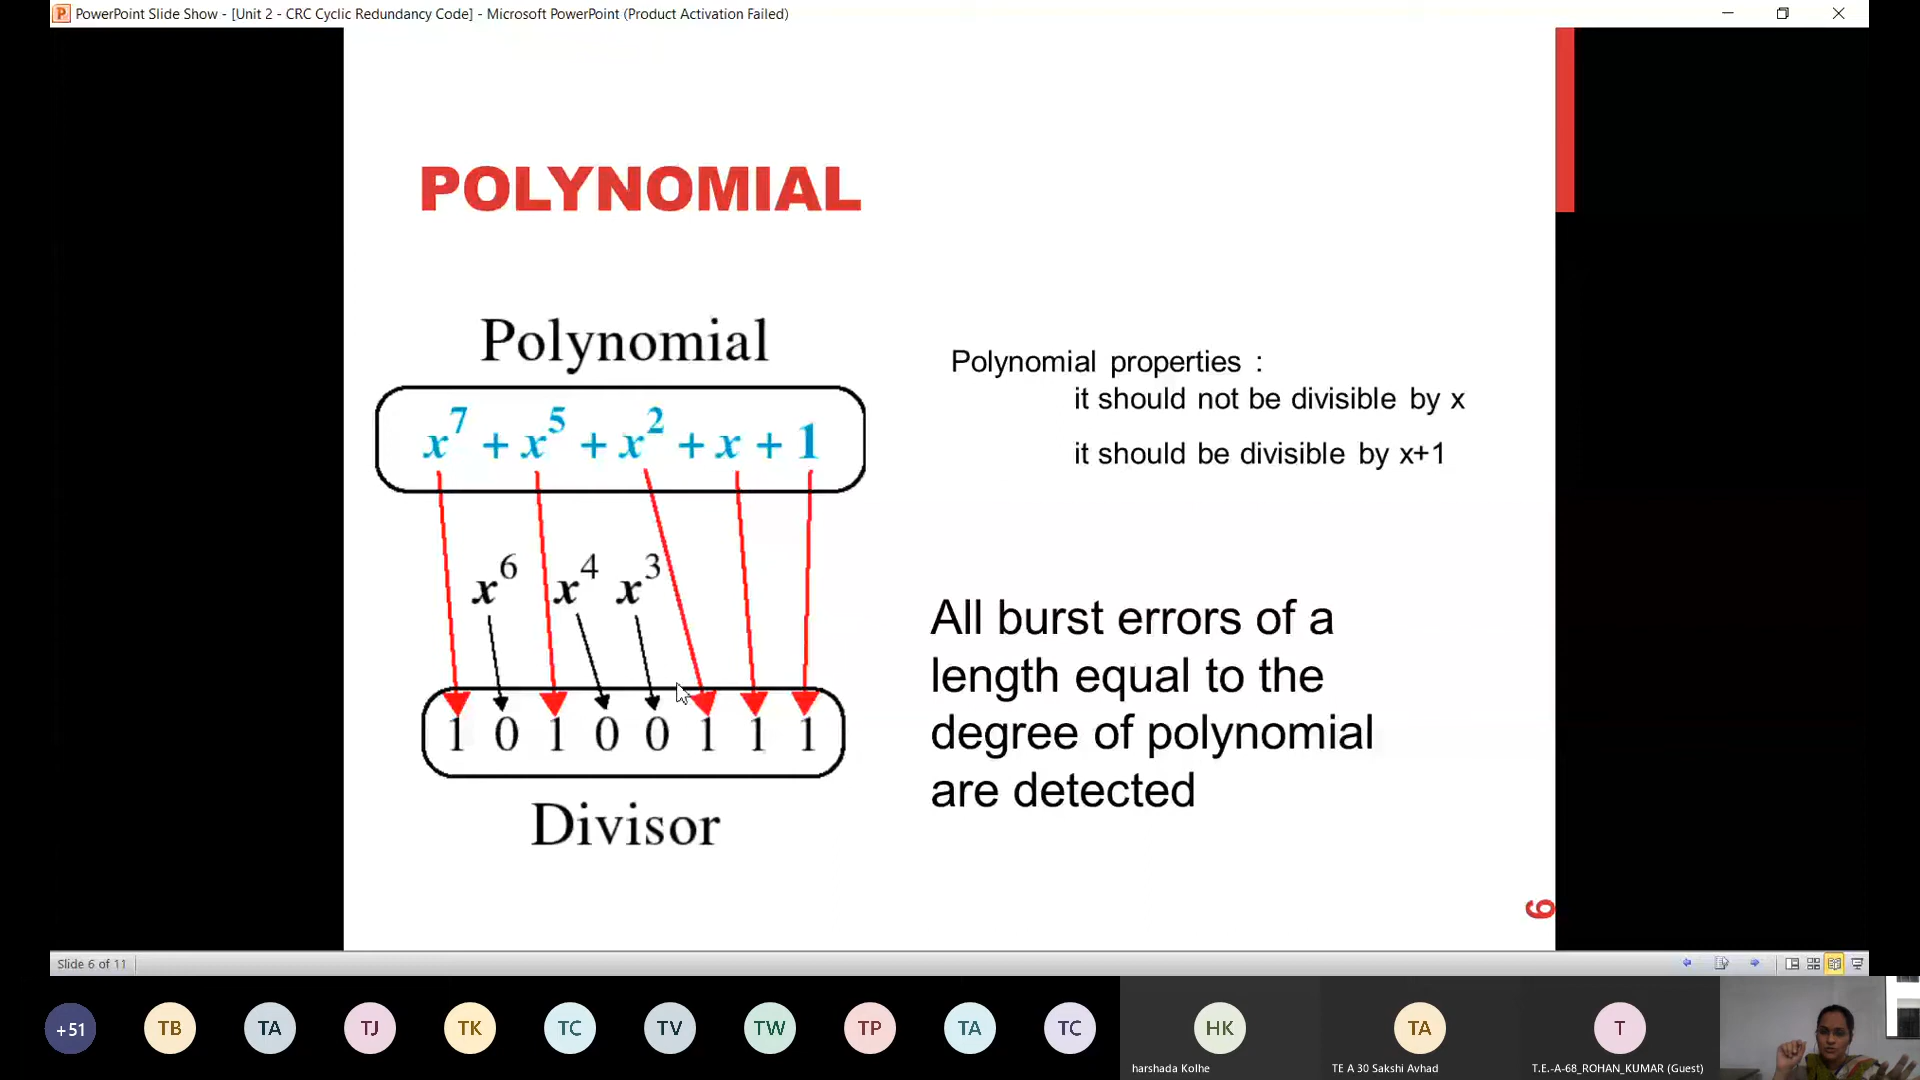 PowerPoint Slide Show - [Unit 2 - CRC Cyclic Redundancy Code] - Microsoft PowerPoint (Product Activation Failed)
POLYNOMIAL
Polynomial
x⁷ + x⁵ + x² + x + 1
x⁶ x⁴ x³
1 0 1 0 0 1 1 1
Divisor
Polynomial properties :
it should not be divisible by x
it should be divisible by x+1
All burst errors of a
length equal to the
degree of polynomial
are detected
6
Slide 6 of 11
+51 TB TA TJ TK TC TV TW TP TA TC HK TA T
harshada Kolhe TE A 30 Sakshi Avhad T.E.-A-68_ROHAN_KUMAR (Guest)